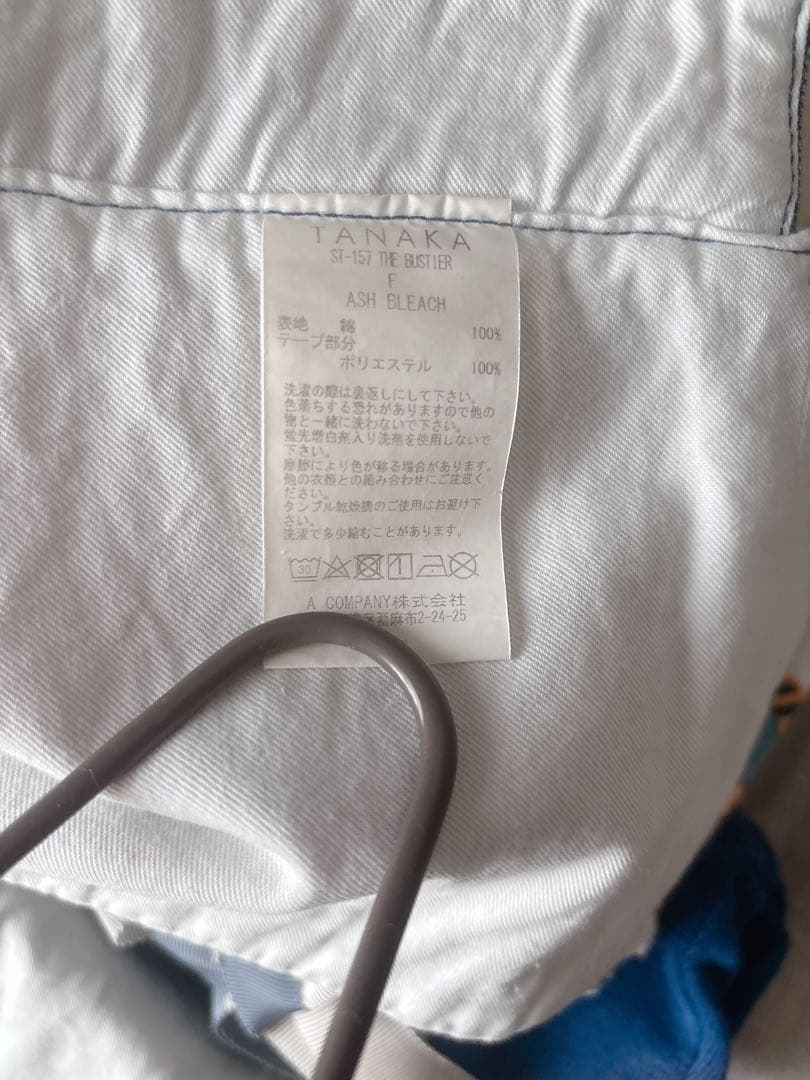 TANAKA
ST-157 THE BUSTIER
F
ASH BLEACH
表地 綿 100%
テープ部分
ポリエステル 100%
洗濯の際は裏返しにして下さい。
色落ちする恐れがありますので他の
物と一緒に洗わないで下さい。
蛍光増白剤入り洗剤を使用しないで
下さい。
摩擦により色が移る場合があります。
他の衣類との組み合わせにご注意く
ださい。
タンブル乾燥機のご使用はお避け下
さい。
洗濯で多少縮むことがあります。
30
A COMPANY株式会社
区西麻布2-24-25